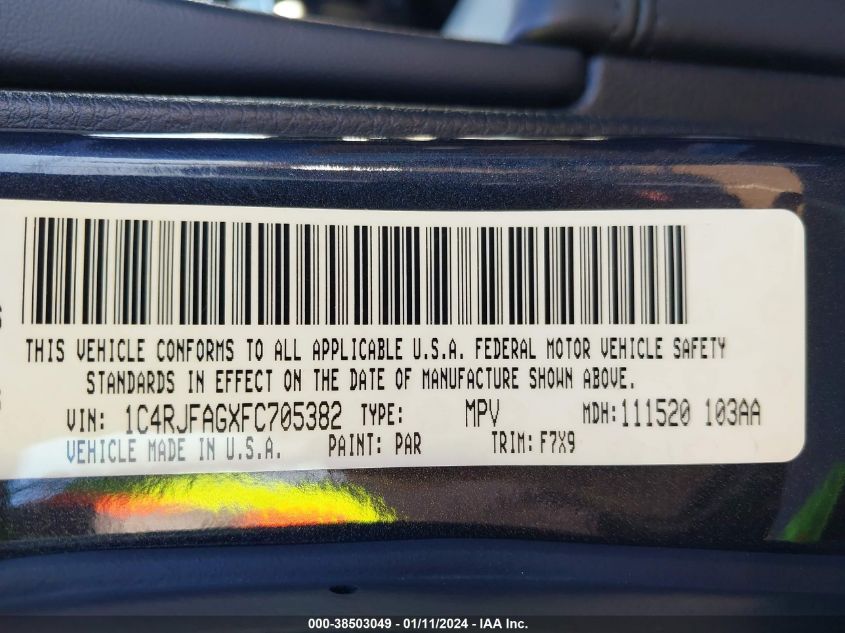 THIS VEHICLE CONFORMS TO ALL APPLICABLE U.S.A. FEDERAL MOTOR VEHICLE SAFETY
STANDARDS IN EFFECT ON THE DATE OF MANUFACTURE SHOWN ABOVE.
VIN: 1C4RJFAGXFC705382 TYPE: MPV MDH:111520 103AA
VEHICLE MADE IN U.S.A. PAINT: PAR TRIM: F7X9
000-38503049 - 01/11/2024 - IAA Inc.